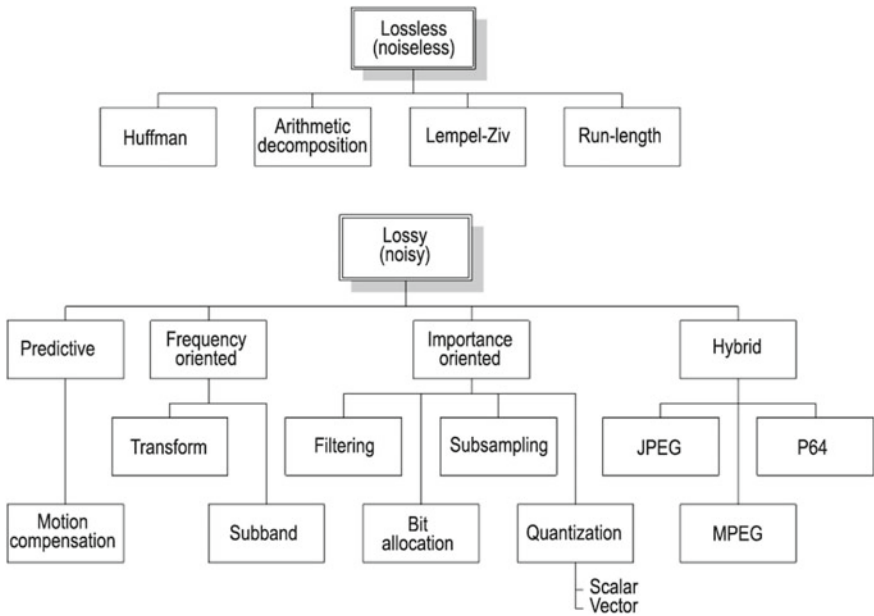 Lossless
(noiseless)
Huffman
Arithmetic
decomposition
Lempel-Ziv
Run-length
Lossy
(noisy)
Predictive
Frequency
oriented
Importance
oriented
Hybrid
Transform
Filtering
Subsampling
JPEG
P64
Motion
compensation
Subband
Bit
allocation
Quantization
MPEG
Scalar
Vector